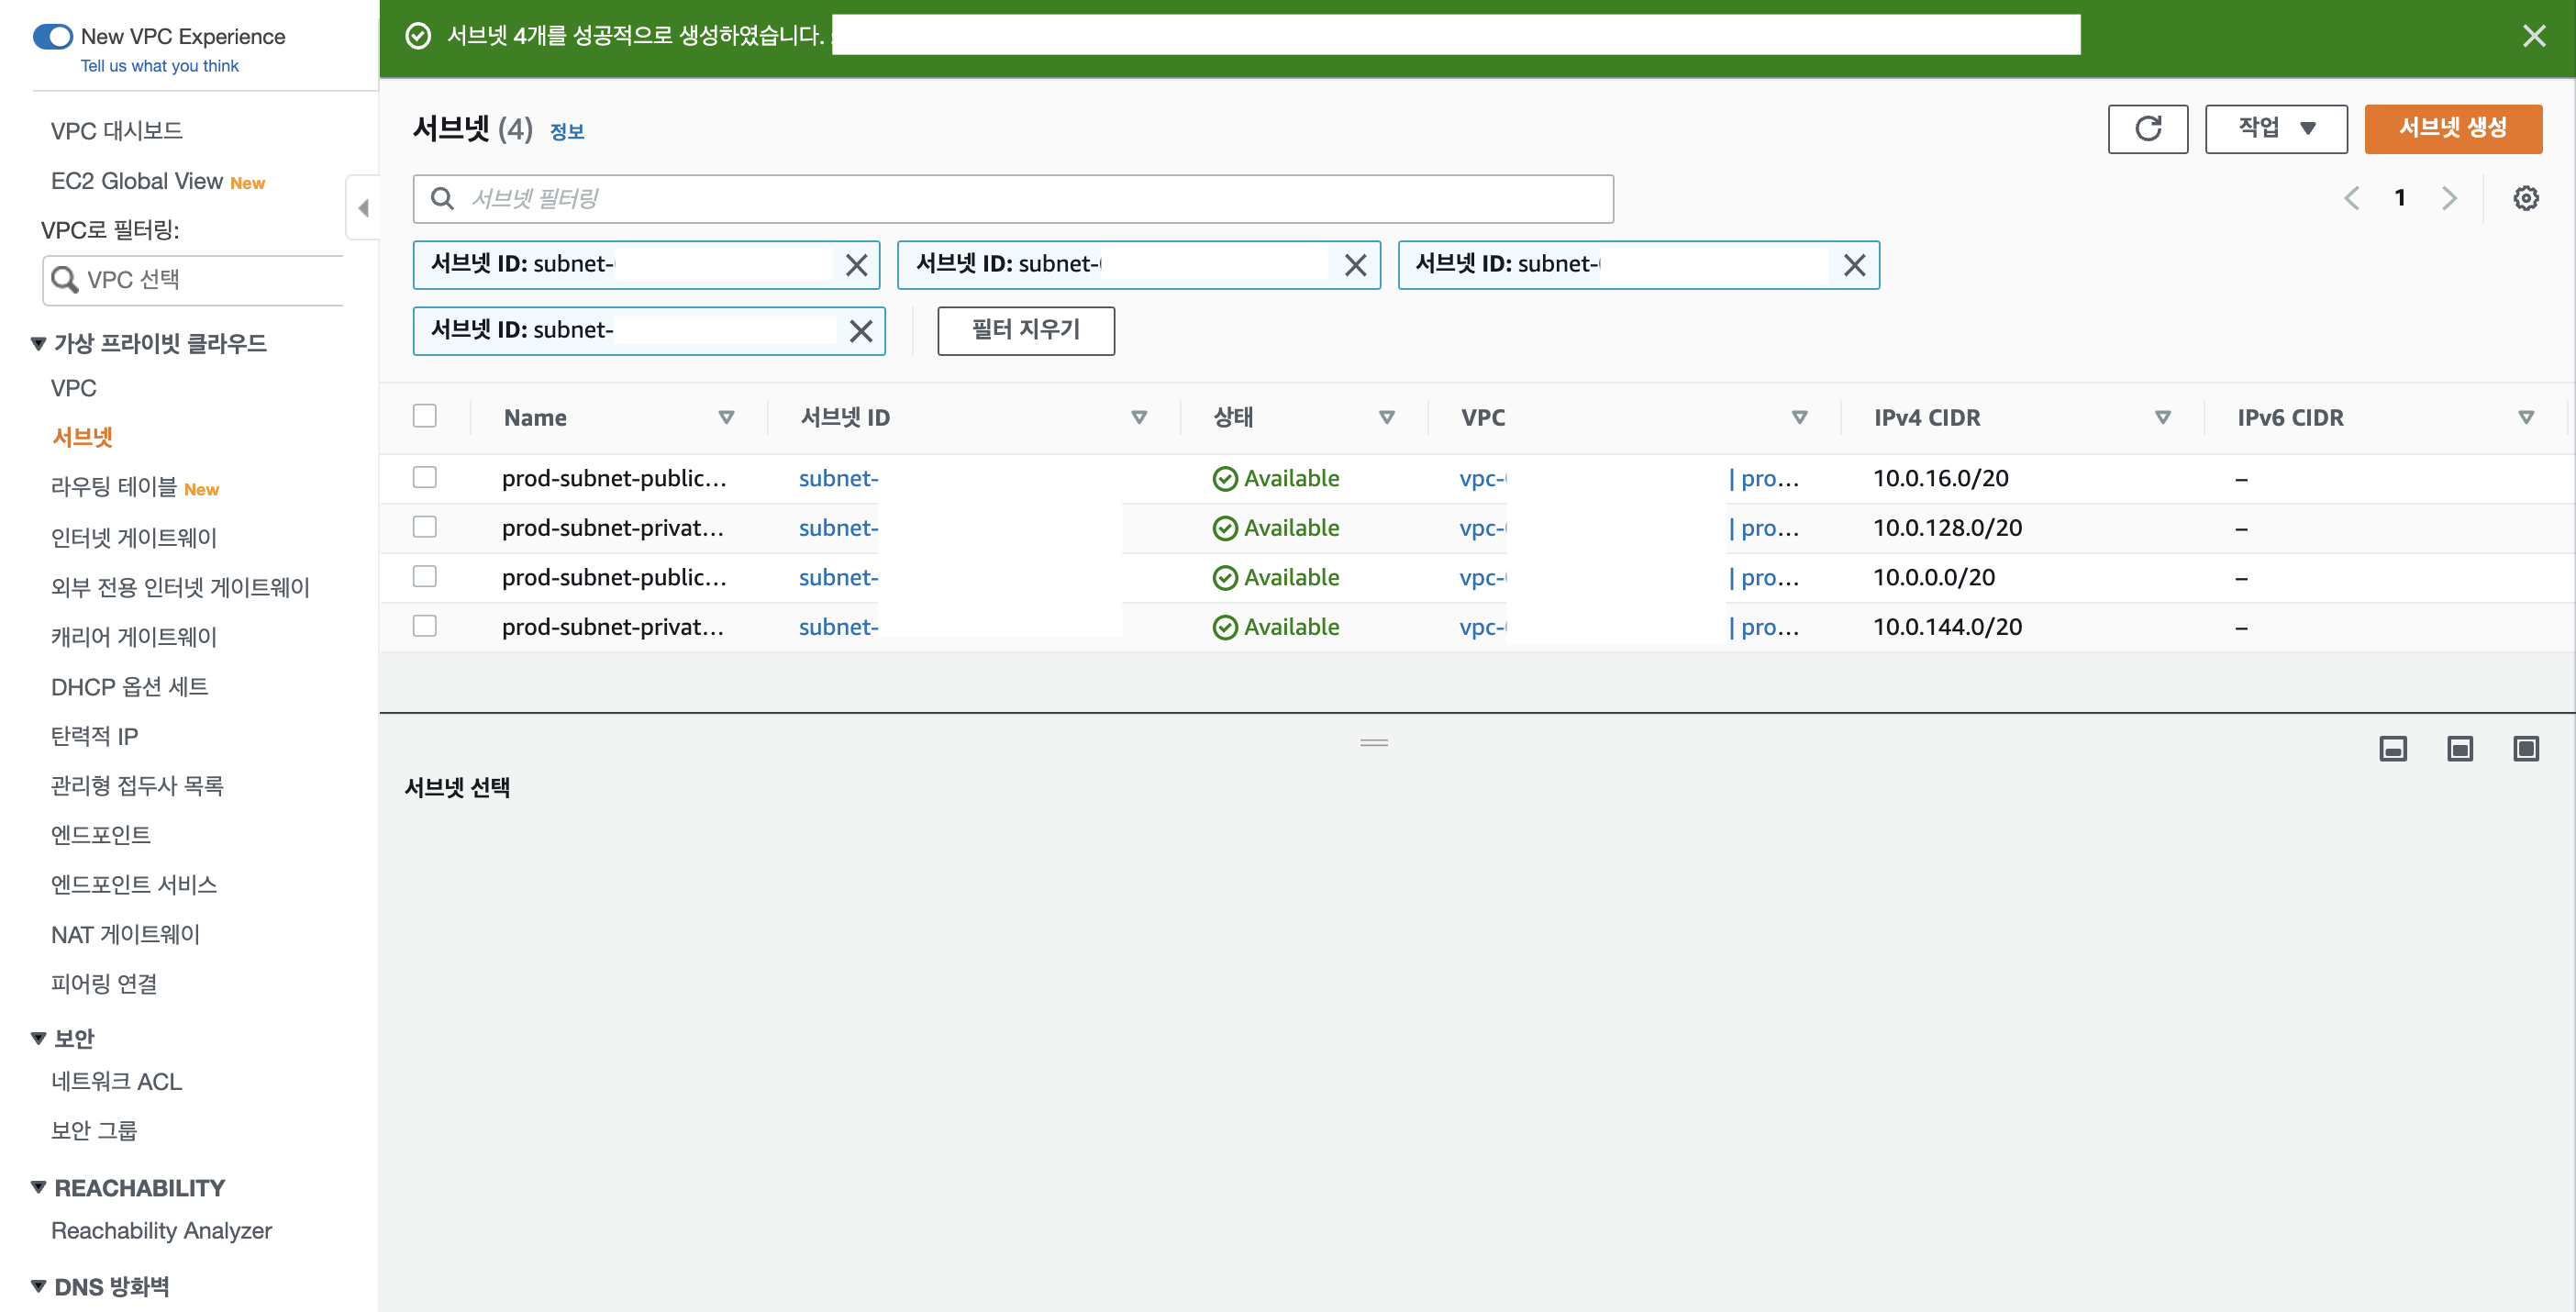 New VPC Experience
Tell us what you think
VPC 대시보드
EC2 Global View New
VPC로 필터링:
VPC 선택
가상 프라이빗 클라우드
VPC
서브넷
라우팅 테이블 New
인터넷 게이트웨이
외부 전용 인터넷 게이트웨이
캐리어 게이트웨이
DHCP 옵션 세트
탄력적 IP
관리형 접두사 목록
엔드포인트
엔드포인트 서비스
NAT 게이트웨이
피어링 연결
보안
네트워크 ACL
보안 그룹
REACHABILITY
Reachability Analyzer
DNS 방화벽
서브넷 4개를 성공적으로 생성하였습니다.
서브넷 (4) 정보
작업
서브넷 생성
서브넷 필터링
1
서브넷 ID: subnet-
서브넷 ID: subnet-
서브넷 ID: subnet-
서브넷 ID: subnet-
필터 지우기
Name 서브넷 ID 상태 VPC IPv4 CIDR IPv6 CIDR
prod-subnet-public... subnet- Available vpc- | pro... 10.0.16.0/20 –
prod-subnet-privat... subnet- Available vpc- | pro... 10.0.128.0/20 –
prod-subnet-public... subnet- Available vpc- | pro... 10.0.0.0/20 –
prod-subnet-privat... subnet- Available vpc- | pro... 10.0.144.0/20 –
서브넷 선택